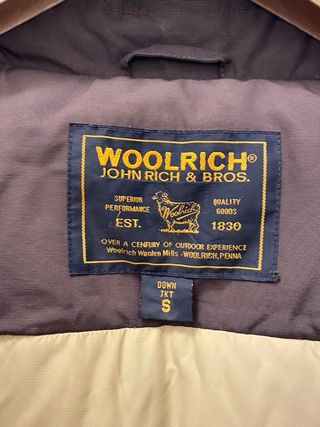 WOOLRICH®
JOHN RICH & BROS.
SUPERIOR PERFORMANCE
QUALITY GOODS
Woolrich
EST. 1830
OVER A CENTURY OF OUTDOOR EXPERIENCE
Woolrich Woolen Mills - WOOLRICH, PENNA
DOWN
JKT
S